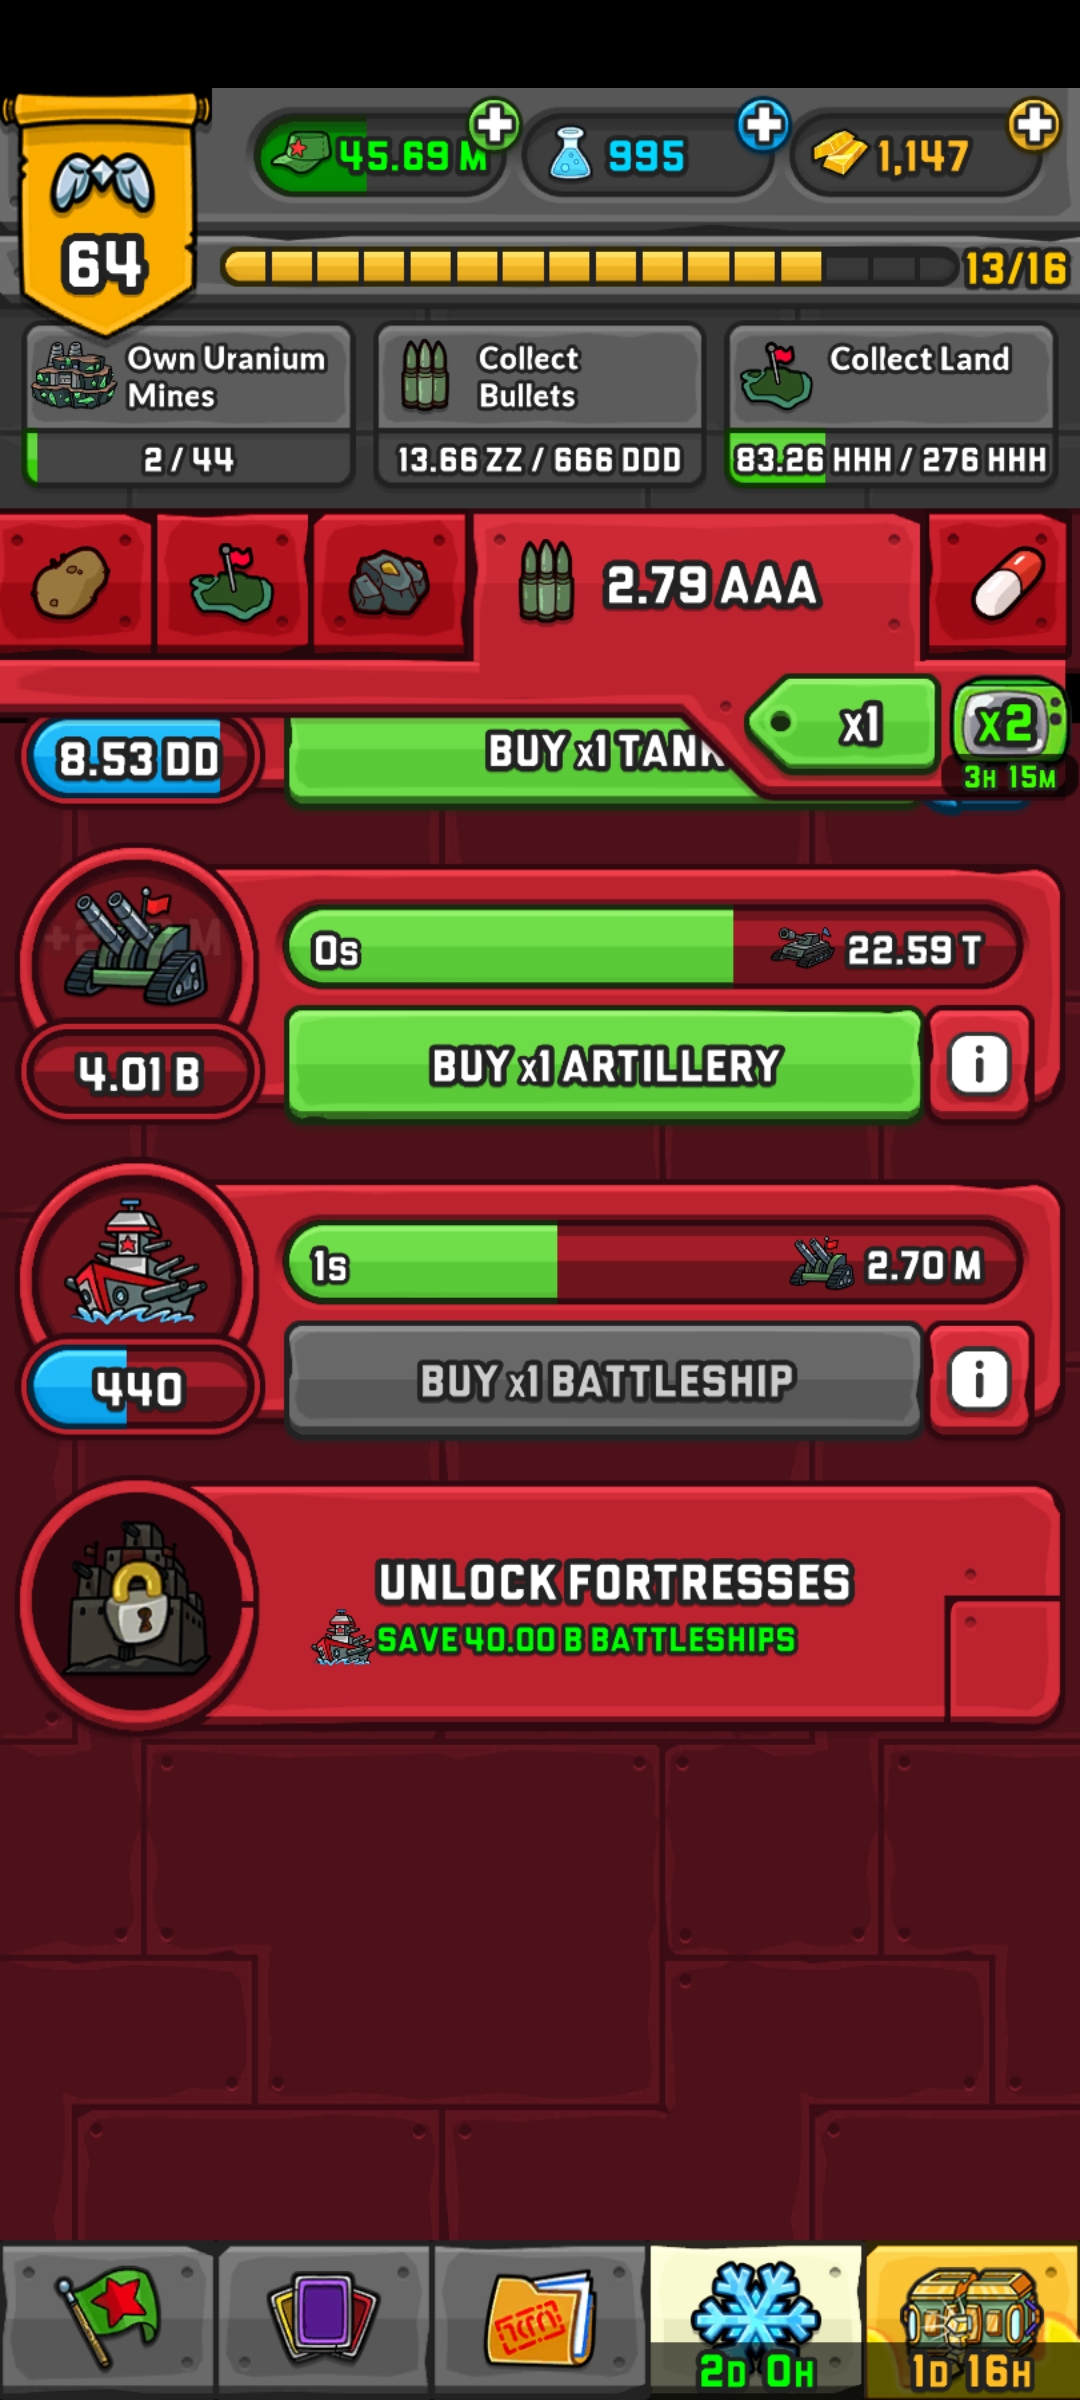 45.69 M
995
1,147
64
13/16
Own Uranium
Mines
2 / 44
Collect
Bullets
13.66 ZZ / 666 DDD
Collect Land
83.26 HHH / 276 HHH
2.79 AAA
x1
x2
3H 15M
8.53 DD
BUY x1 TANK
0s
22.59 T
4.01 B
BUY x1 ARTILLERY
i
1s
2.70 M
440
BUY x1 BATTLESHIP
i
UNLOCK FORTRESSES
SAVE 40.00 B BATTLESHIPS
2D 0H
1D 16H